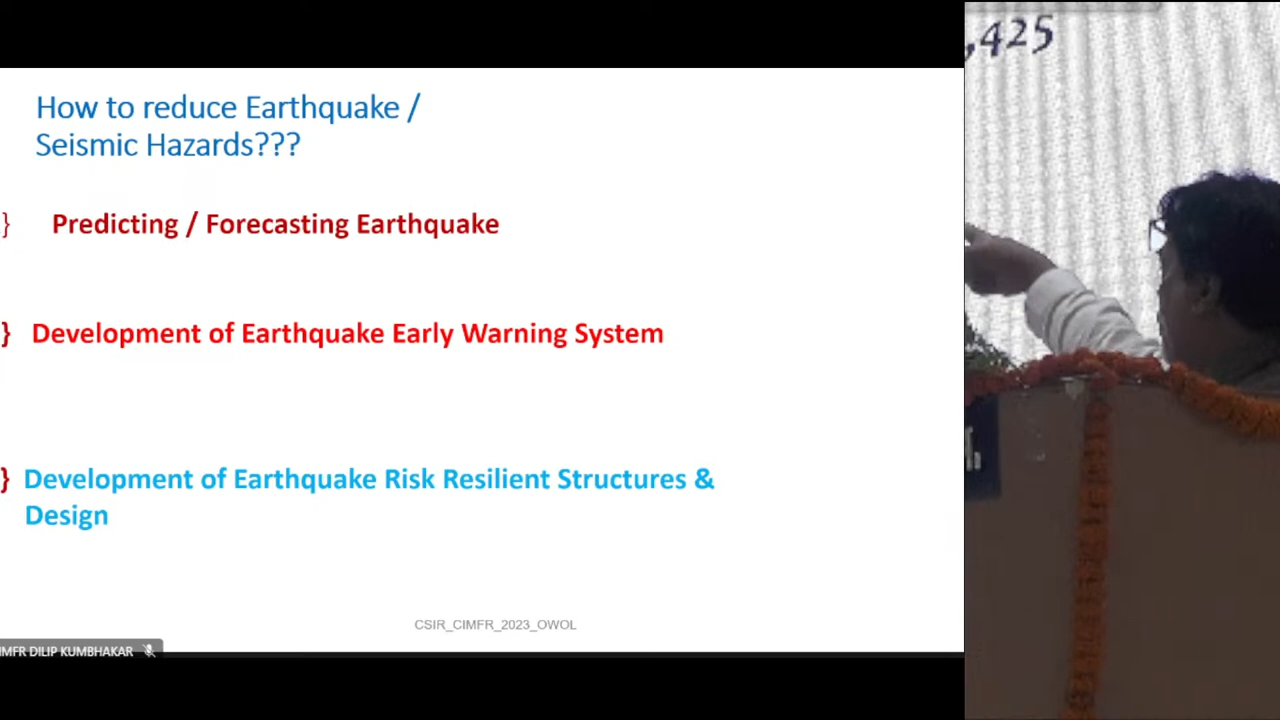 ,425
How to reduce Earthquake /
Seismic Hazards???
} Predicting / Forecasting Earthquake
} Development of Earthquake Early Warning System
} Development of Earthquake Risk Resilient Structures &
Design
CSIR_CIMFR_2023_OWOL
IMFR DILIP KUMBHAKAR